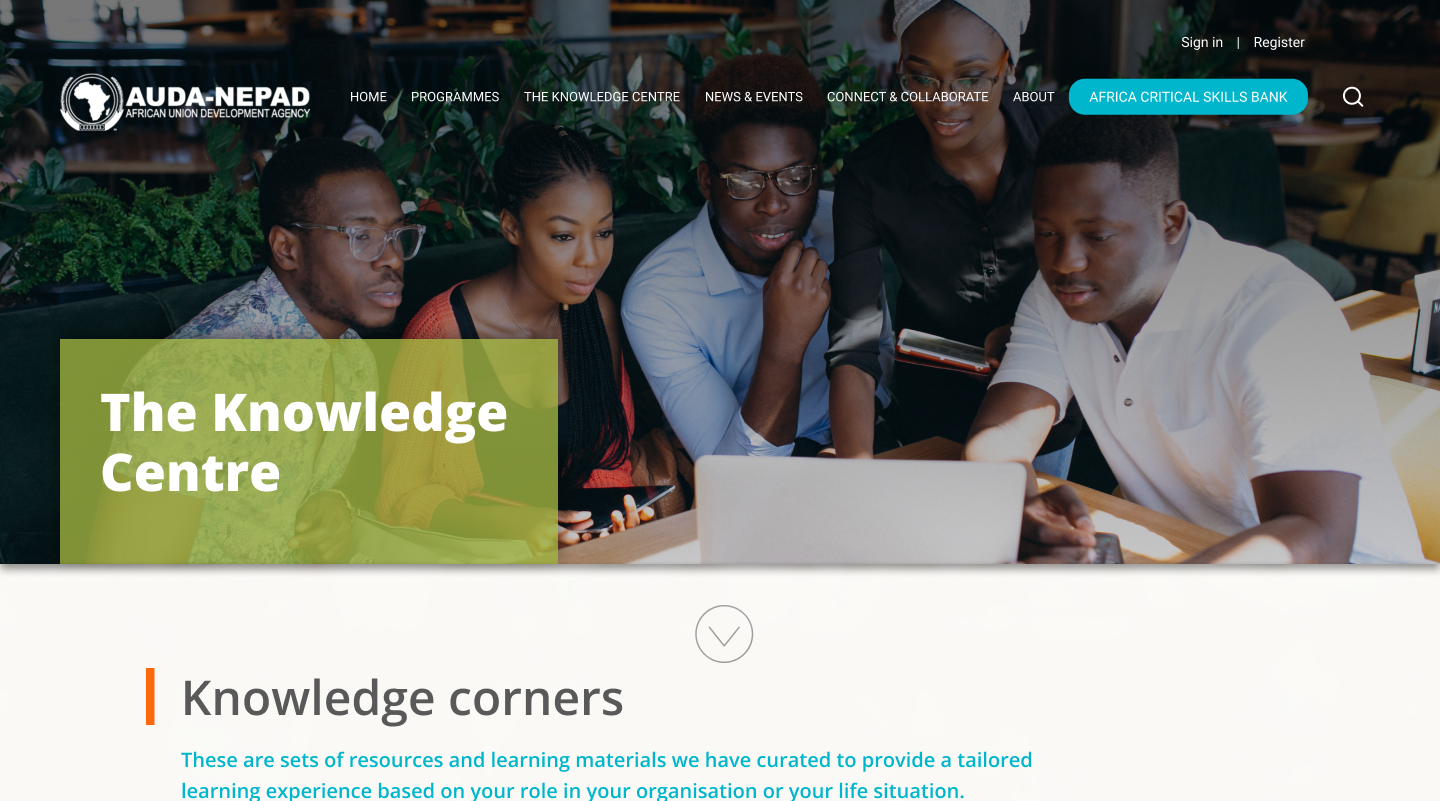 Sign in | Register
AUDA-NEPAD
AFRICAN UNION DEVELOPMENT AGENCY
HOME PROGRAMMES THE KNOWLEDGE CENTRE NEWS & EVENTS CONNECT & COLLABORATE ABOUT AFRICA CRITICAL SKILLS BANK
The Knowledge
Centre
Knowledge corners
These are sets of resources and learning materials we have curated to provide a tailored
learning experience based on your role in your organisation or your life situation.